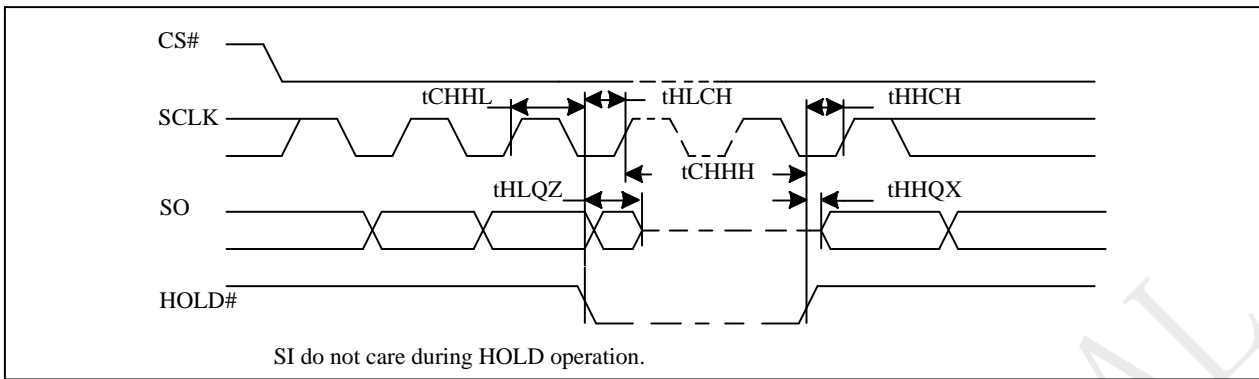 CS#
tCHHL
tHLCH
tHHCH
SCLK
tCHHH
tHLQZ
tHHQX
SO
HOLD#
SI do not care during HOLD operation.